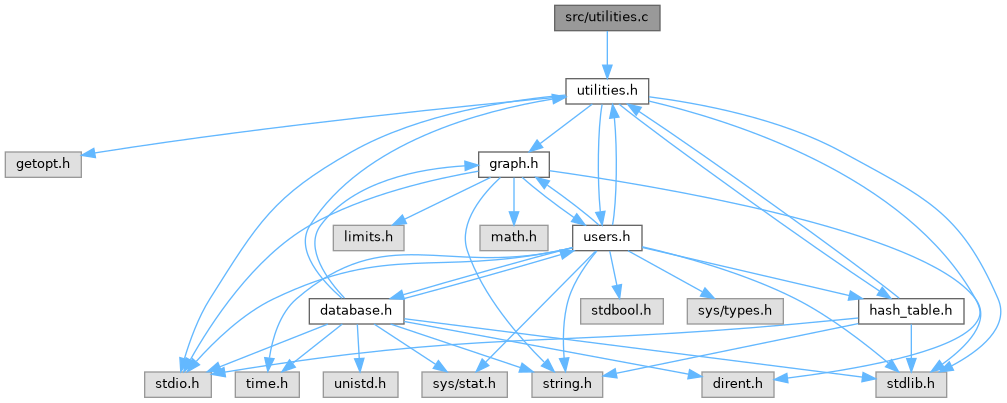 src/utilities.c
utilities.h
getopt.h
graph.h
limits.h
math.h
users.h
database.h
stdbool.h
sys/types.h
hash_table.h
stdio.h
time.h
unistd.h
sys/stat.h
string.h
dirent.h
stdlib.h